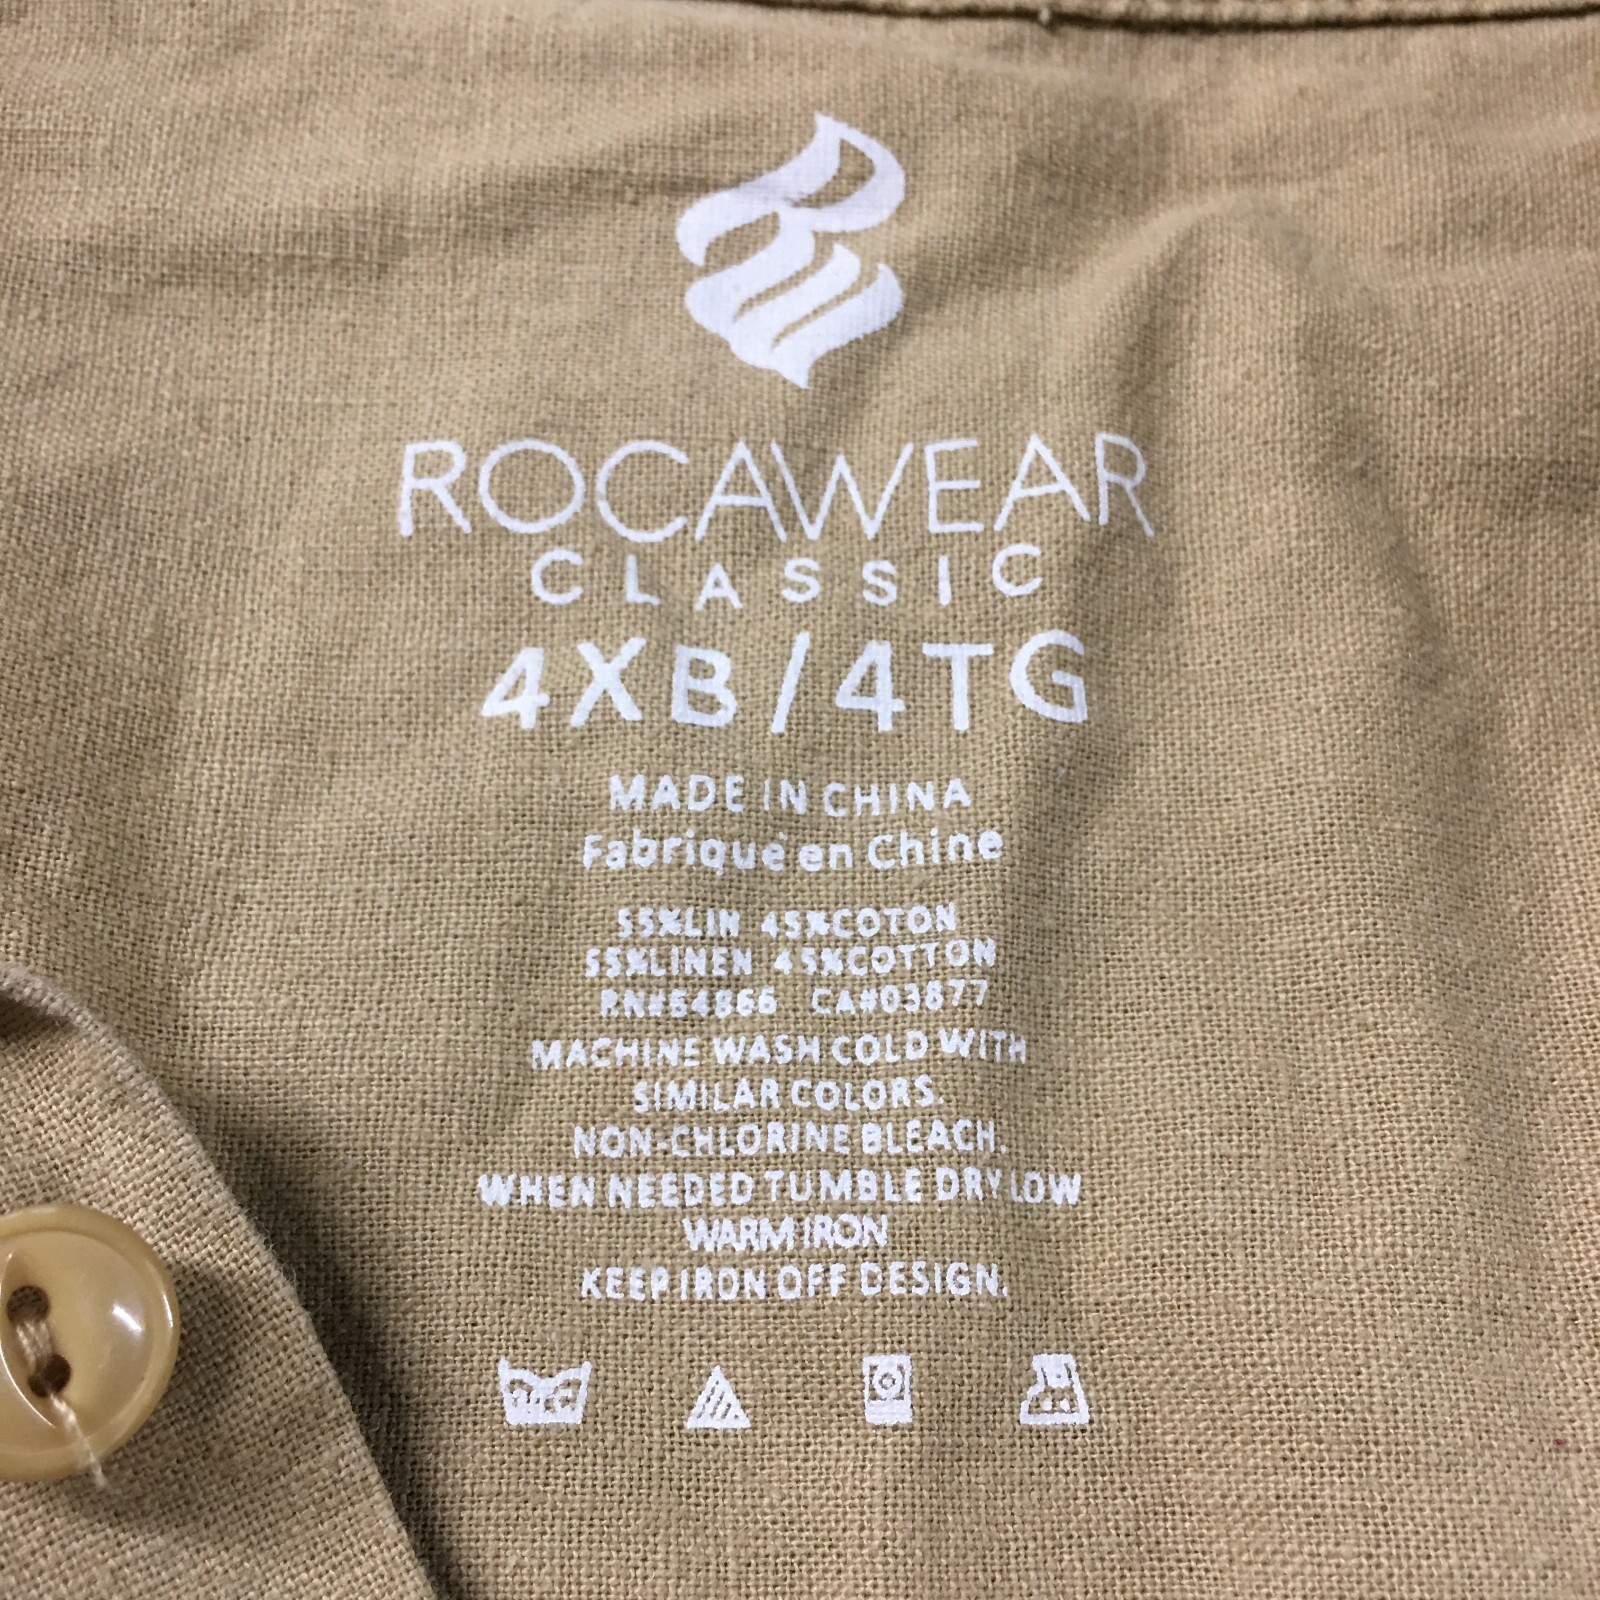 ROCAWEAR
CLASSIC
4XB/4TG
MADE IN CHINA
Fabriqué en Chine
55%LIN 45%COTON
55%LINEN 45%COTTON
RN#64866 CA#03877
MACHINE WASH COLD WITH
SIMILAR COLORS.
NON-CHLORINE BLEACH.
WHEN NEEDED TUMBLE DRY LOW
WARM IRON
KEEP IRON OFF DESIGN.